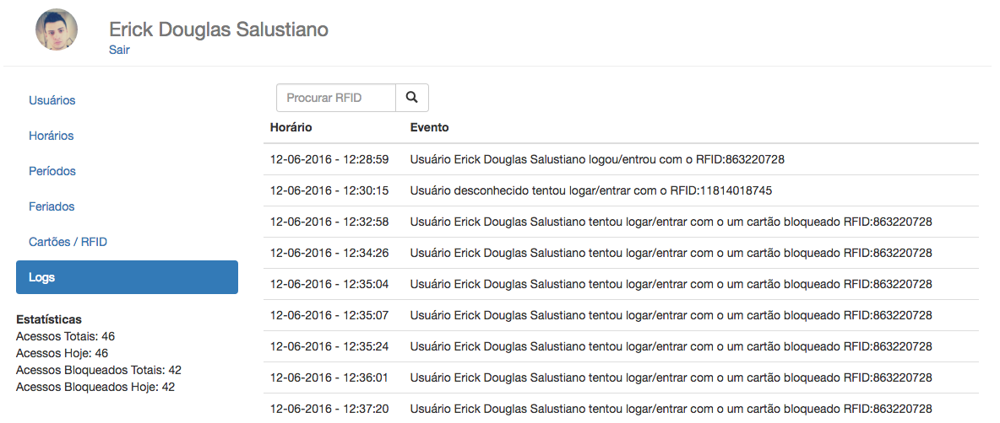 Erick Douglas Salustiano
Sair
Usuários
Horários
Períodos
Feriados
Cartões / RFID
Logs
Estatísticas
Acessos Totais: 46
Acessos Hoje: 46
Acessos Bloqueados Totais: 42
Acessos Bloqueados Hoje: 42
Procurar RFID
Horário Evento
12-06-2016 - 12:28:59 Usuário Erick Douglas Salustiano logou/entrou com o RFID:863220728
12-06-2016 - 12:30:15 Usuário desconhecido tentou logar/entrar com o RFID:11814018745
12-06-2016 - 12:32:58 Usuário Erick Douglas Salustiano tentou logar/entrar com o um cartão bloqueado RFID:863220728
12-06-2016 - 12:34:26 Usuário Erick Douglas Salustiano tentou logar/entrar com o um cartão bloqueado RFID:863220728
12-06-2016 - 12:35:04 Usuário Erick Douglas Salustiano tentou logar/entrar com o um cartão bloqueado RFID:863220728
12-06-2016 - 12:35:07 Usuário Erick Douglas Salustiano tentou logar/entrar com o um cartão bloqueado RFID:863220728
12-06-2016 - 12:35:24 Usuário Erick Douglas Salustiano tentou logar/entrar com o um cartão bloqueado RFID:863220728
12-06-2016 - 12:36:01 Usuário Erick Douglas Salustiano tentou logar/entrar com o um cartão bloqueado RFID:863220728
12-06-2016 - 12:37:20 Usuário Erick Douglas Salustiano tentou logar/entrar com o um cartão bloqueado RFID:863220728